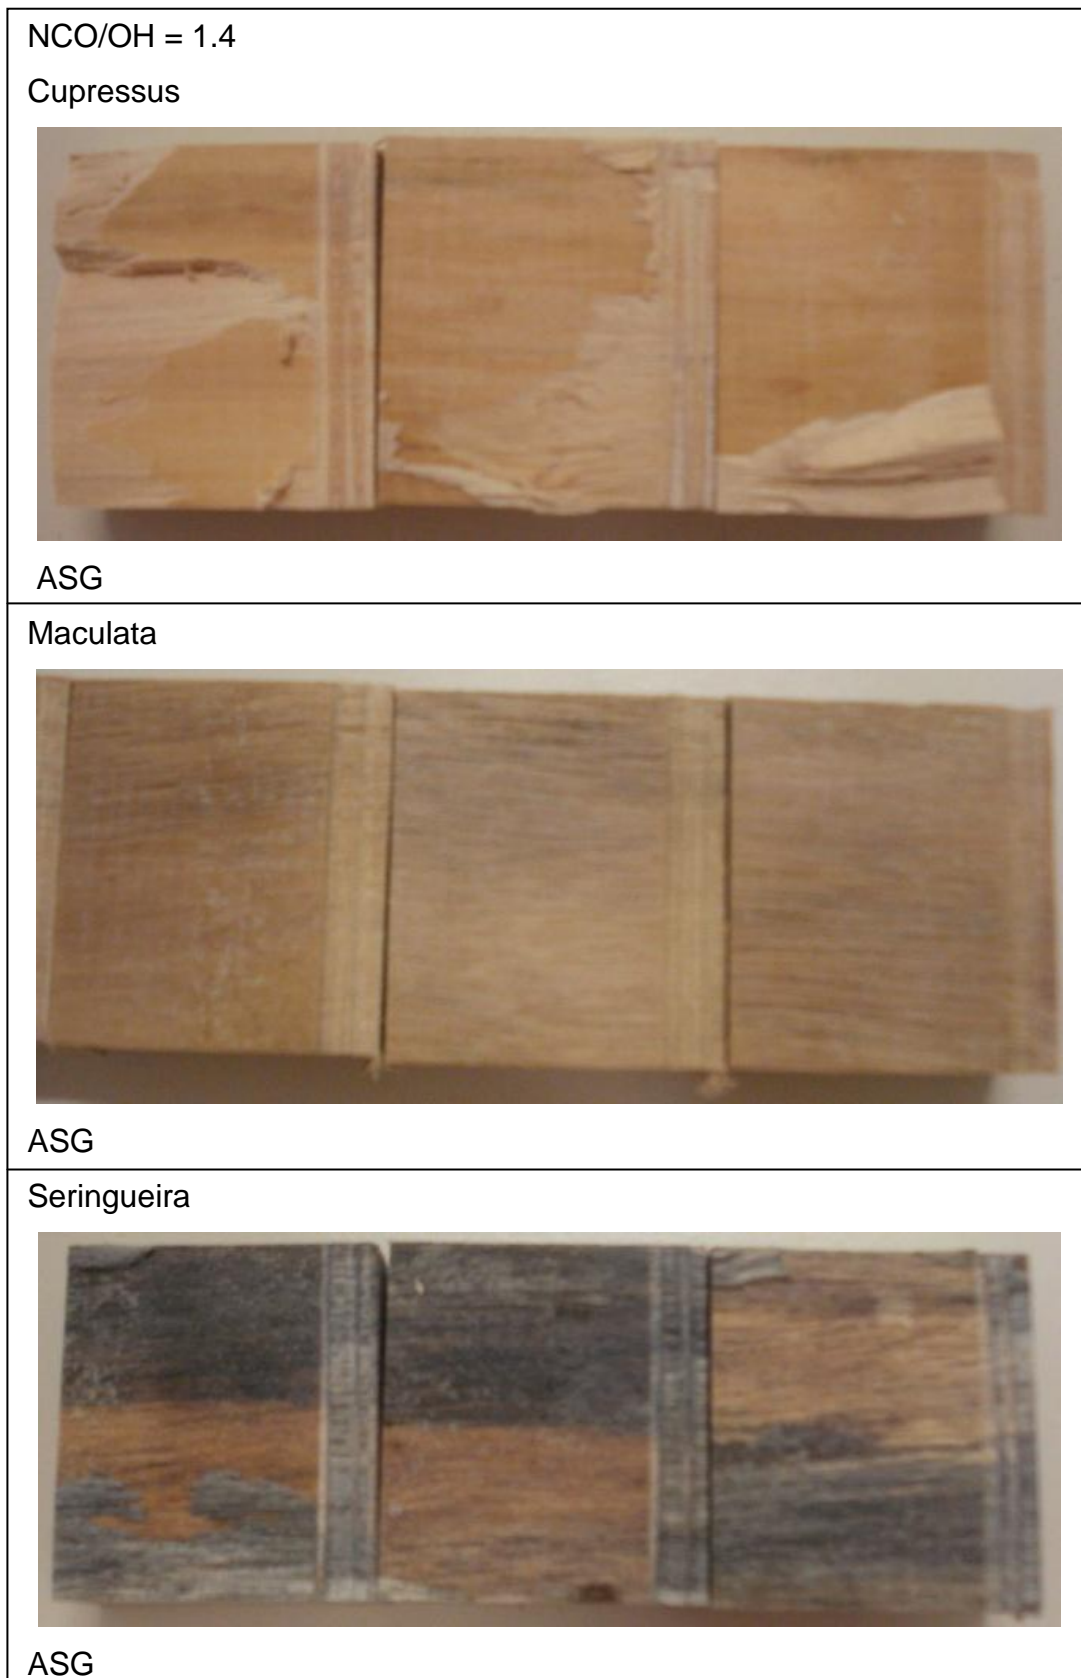 NCO/OH = 1.4
Cupressus
ASG
Maculata
ASG
Seringueira
ASG